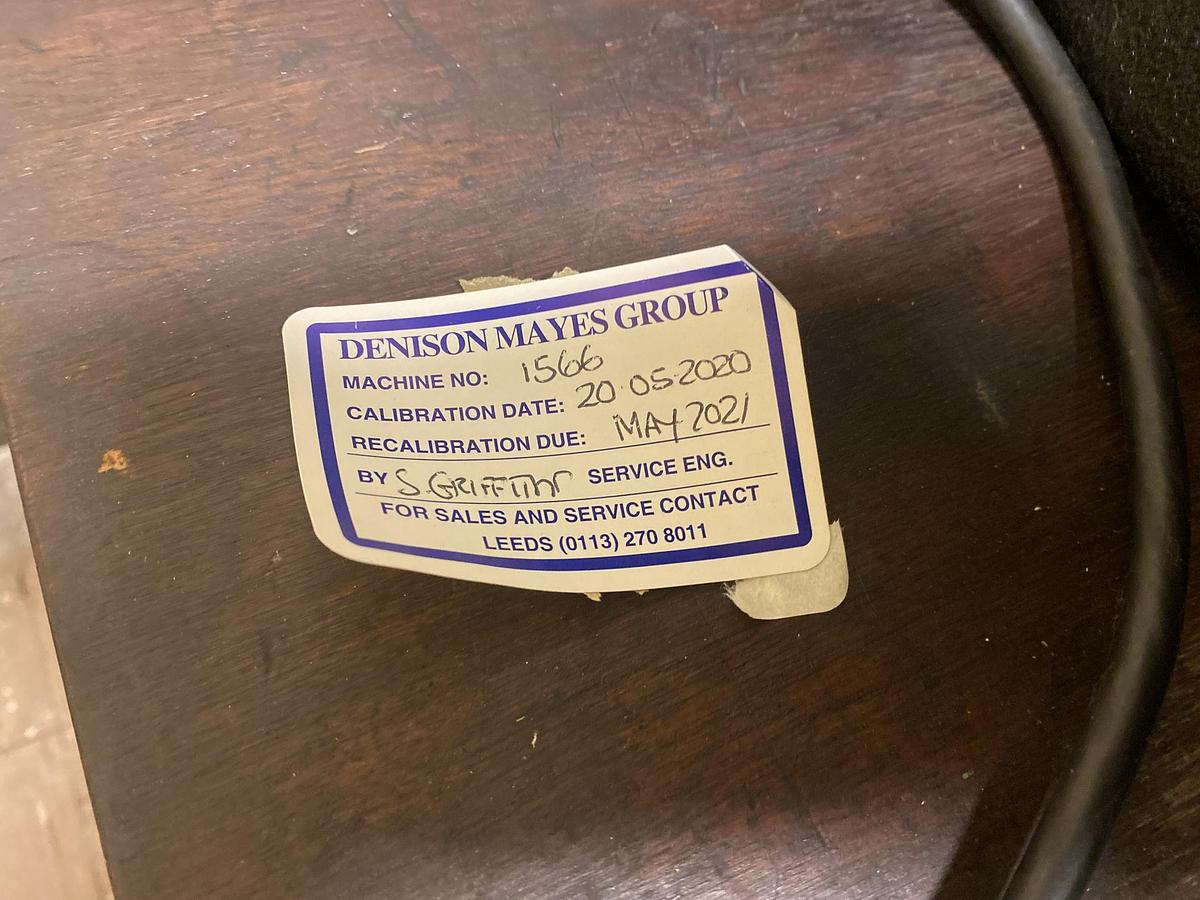 DENISON MAYES GROUP
MACHINE NO: 1566
CALIBRATION DATE: 20.05.2020
RECALIBRATION DUE: MAY 2021
BY S. GRIFFITHS SERVICE ENG.
FOR SALES AND SERVICE CONTACT
LEEDS (0113) 270 8011